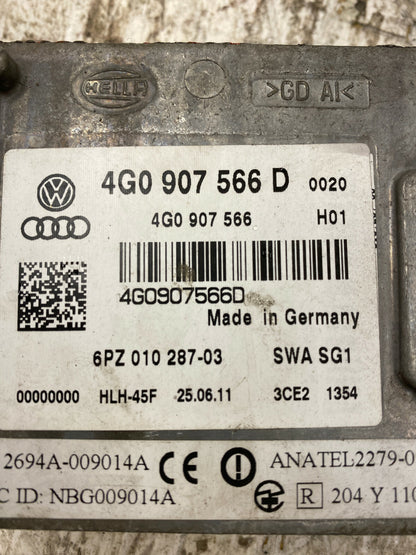 HELLA >GD AI<
4G0 907 566 D 0020
4G0 907 566 H01
4G0907566D
Made in Germany
6PZ 010 287-03 SWA SG1
00000000 HLH-45F 25.06.11 3CE2 1354
2694A-009014A CE ANATEL2279-0
C ID: NBG009014A R 204 Y 110